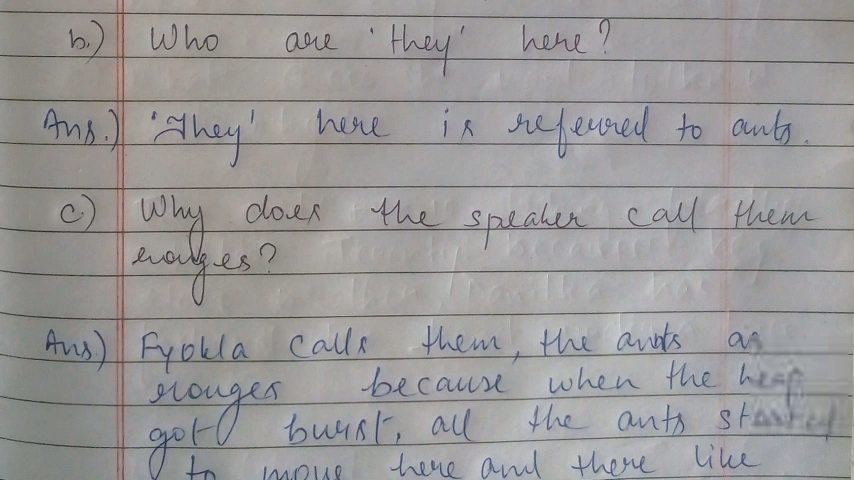 b.) Who are 'they' here?
Ans.) 'They' here is referred to ants.
c.) Why does the speaker call them
rouges?
Ans.) Fyokla calls them, the ants as
rouges because when the heap
got burst, all the ants started
to move here and there like